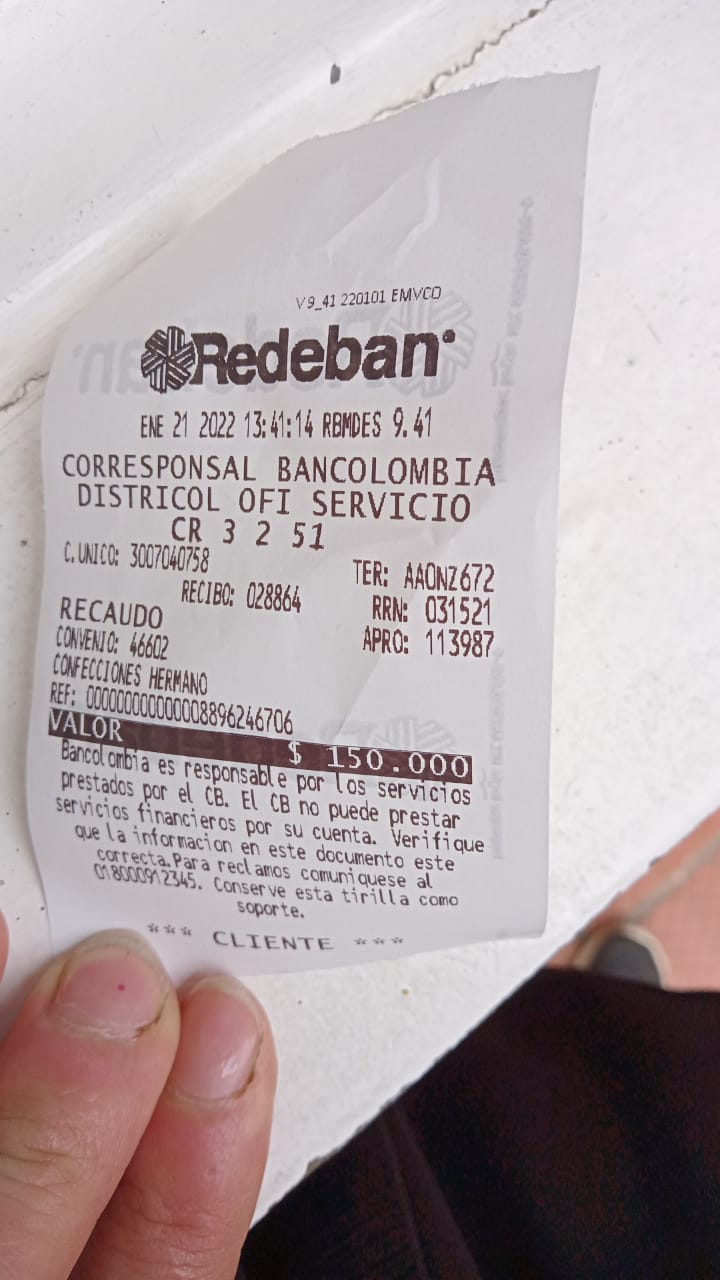 V9_41 220101 EMVCO
Redeban
ENE 21 2022 13:41:14 RBMDES 9.41
CORRESPONSAL BANCOLOMBIA
DISTRICOL OFI SERVICIO
CR 3 2 51
C.UNICO: 3007040758 TER: AAONZ672
RECIBO: 028864 RRN: 031521
RECAUDO APRO: 113987
CONVENIO: 46602
CONFECCIONES HERMANO
REF: 00000000000008896246706
VALOR $ 150.000
Bancolombia es responsable por los servicios
prestados por el CB. El CB no puede prestar
servicios financieros por su cuenta. Verifique
que la informacion en este documento este
correcta.Para reclamos comuniquese al
018000912345. Conserve esta tirilla como
soporte.
*** CLIENTE ***